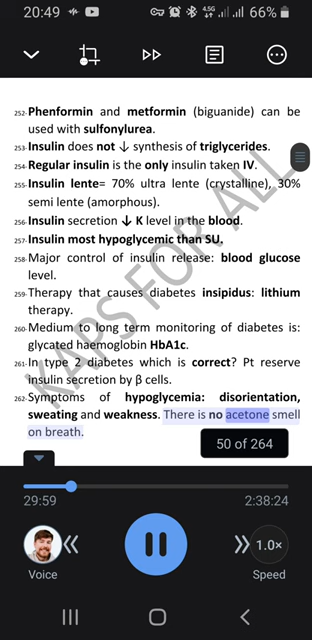 20:49
4.5G
66%
252- Phenformin and metformin (biguanide) can be
used with sulfonylurea.
253- Insulin does not ↓ synthesis of triglycerides.
254- Regular insulin is the only insulin taken IV.
255- Insulin lente= 70% ultra lente (crystalline), 30%
semi lente (amorphous).
256- Insulin secretion ↓ K level in the blood.
257- Insulin most hypoglycemic than SU.
258- Major control of insulin release: blood glucose
level.
259- Therapy that causes diabetes insipidus: lithium
therapy.
260- Medium to long term monitoring of diabetes is:
glycated haemoglobin HbA1c.
261- In type 2 diabetes which is correct? Pt reserve
insulin secretion by β cells.
262- Symptoms of hypoglycemia: disorientation,
sweating and weakness. There is no acetone smell
on breath.
KAPS FOR ALL
50 of 264
29:59
2:38:24
1.0×
Voice
Speed